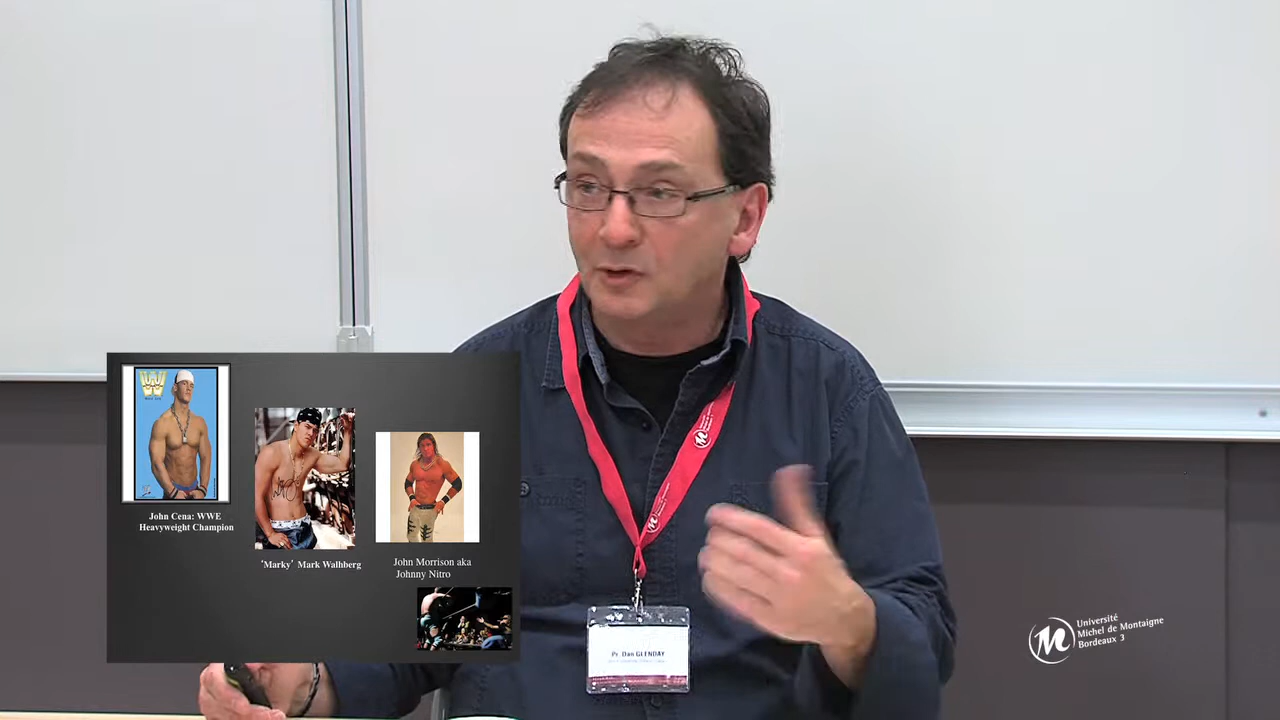 John Cena: WWE
Heavyweight Champion
'Marky' Mark Walhberg
John Morrison aka
Johnny Nitro
Pr. Dan GLENDAY
Université
Michel de Montaigne
Bordeaux 3